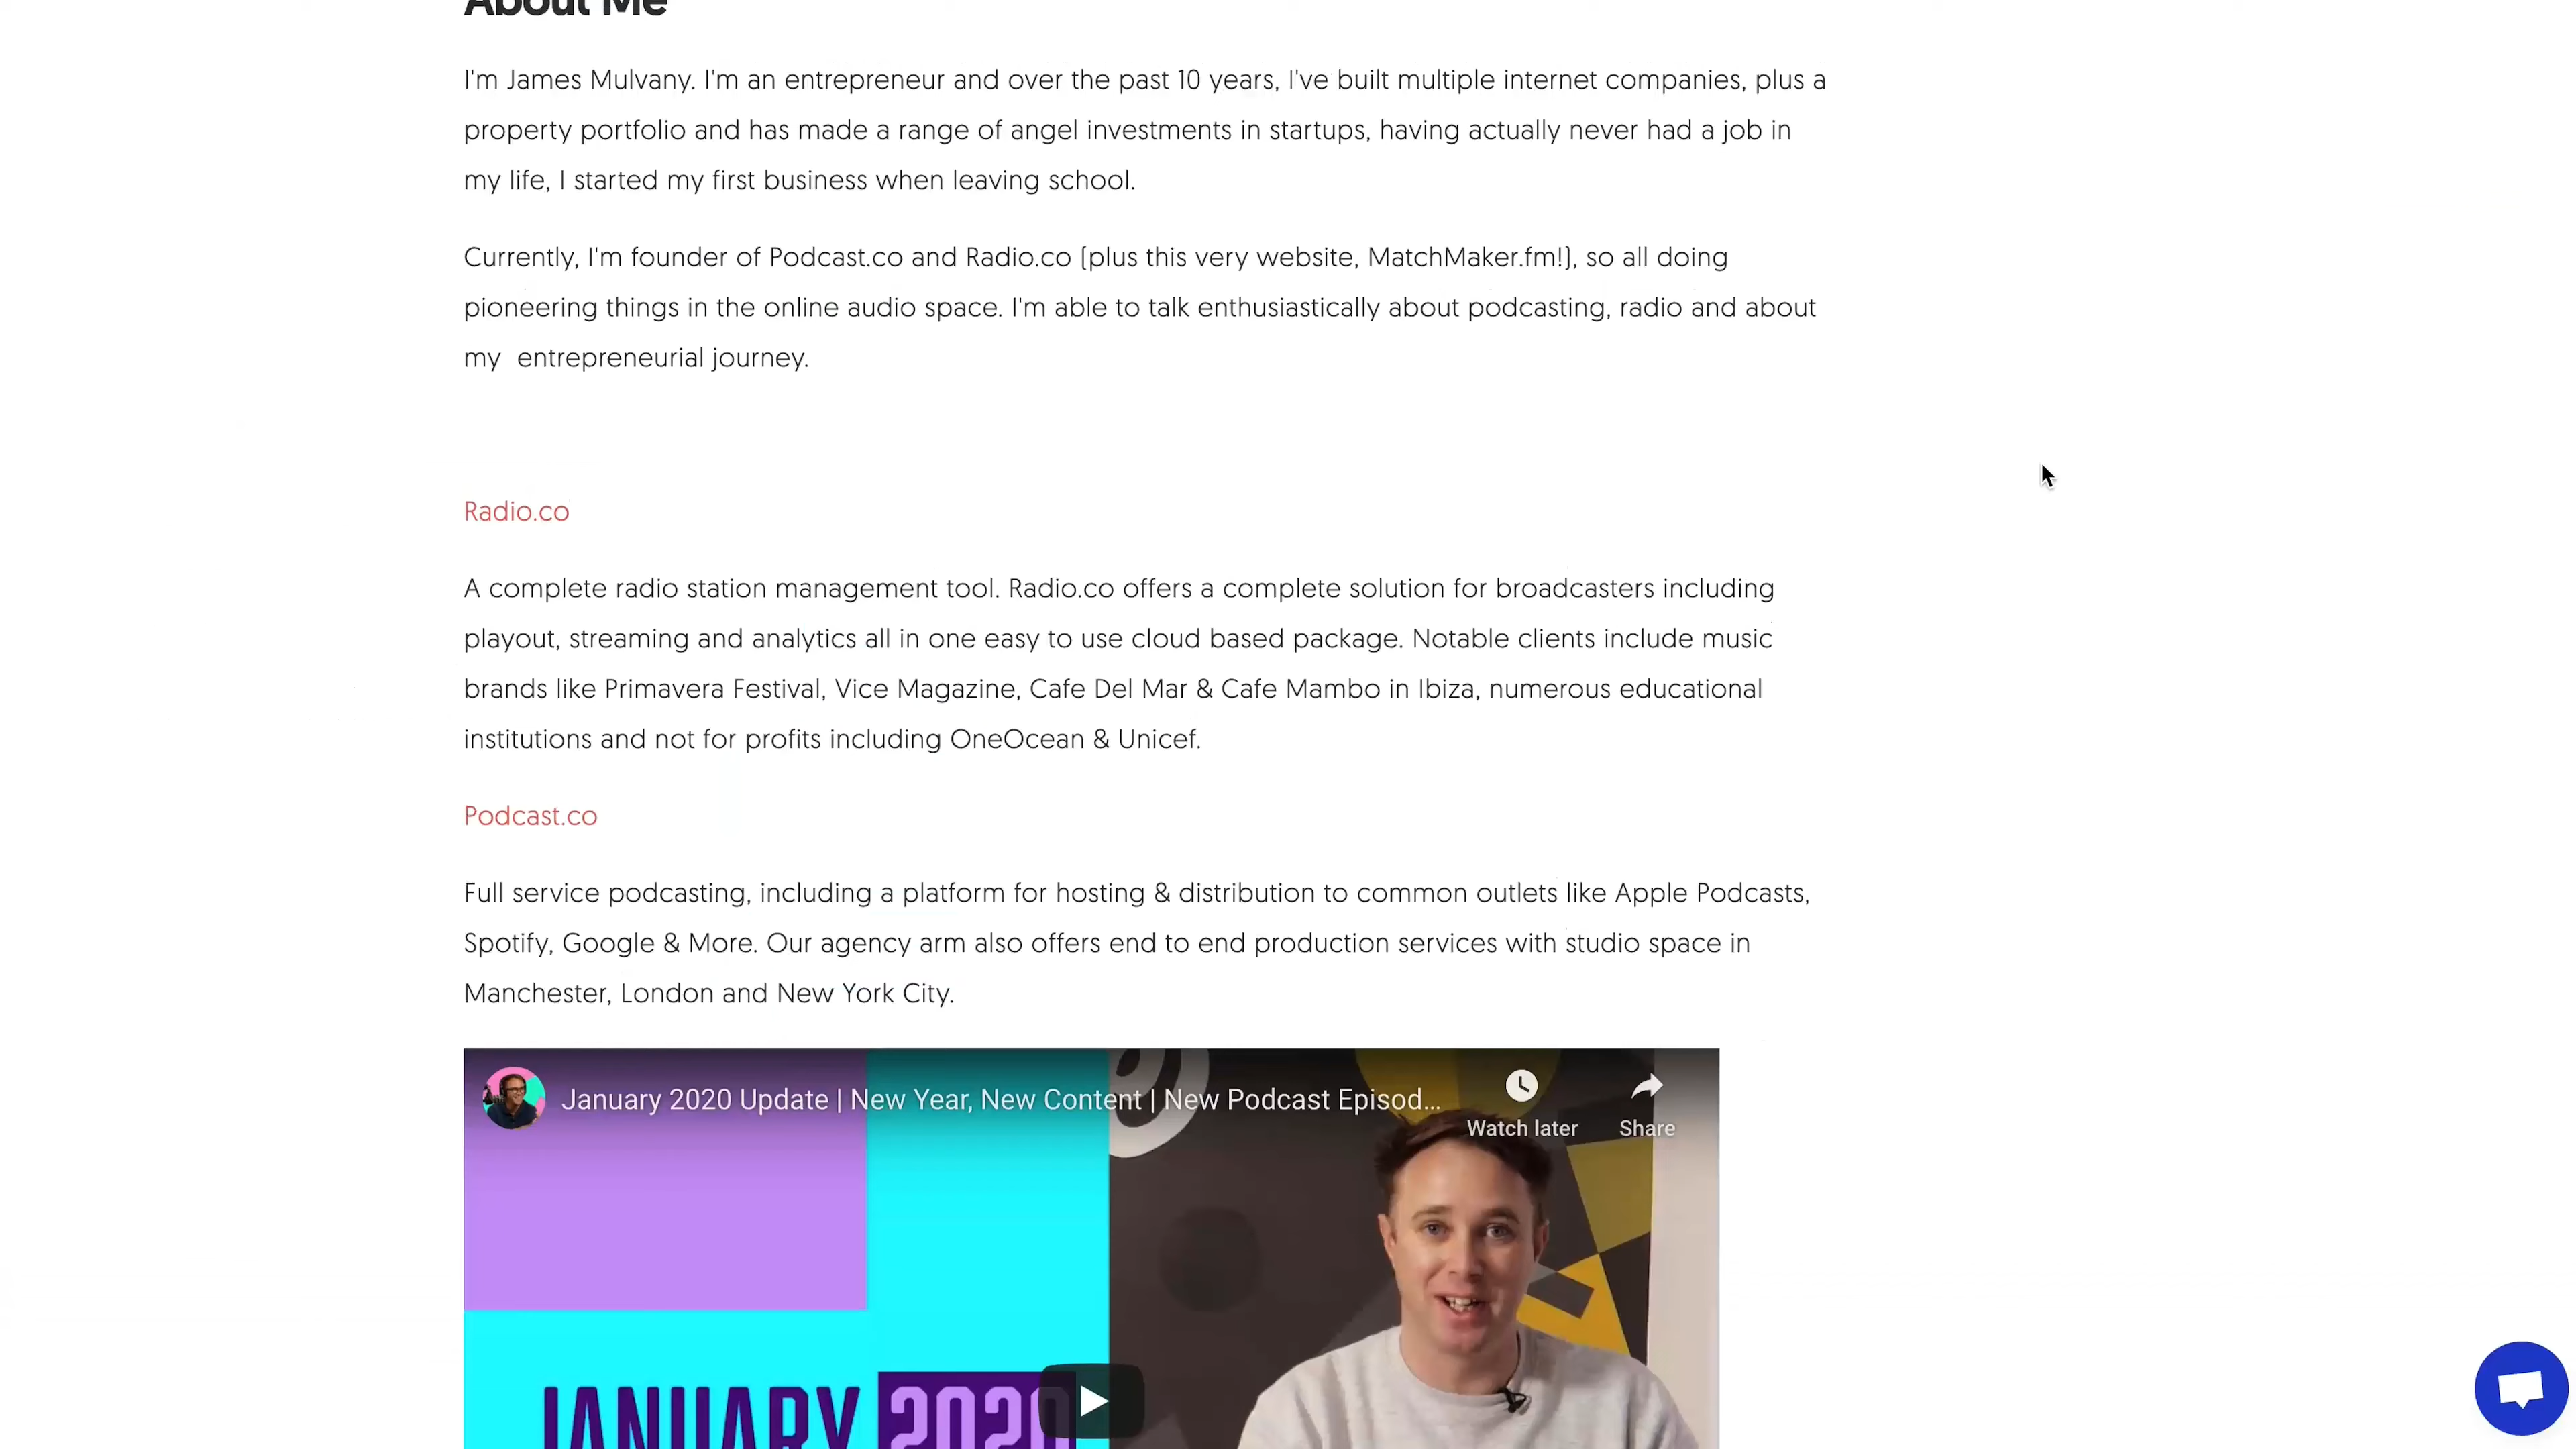 About Me
I'm James Mulvany. I'm an entrepreneur and over the past 10 years, I've built multiple internet companies, plus a
property portfolio and has made a range of angel investments in startups, having actually never had a job in
my life, I started my first business when leaving school.
Currently, I'm founder of Podcast.co and Radio.co (plus this very website, MatchMaker.fm!), so all doing
pioneering things in the online audio space. I'm able to talk enthusiastically about podcasting, radio and about
my  entrepreneurial journey.
Radio.co
A complete radio station management tool. Radio.co offers a complete solution for broadcasters including
playout, streaming and analytics all in one easy to use cloud based package. Notable clients include music
brands like Primavera Festival, Vice Magazine, Cafe Del Mar & Cafe Mambo in Ibiza, numerous educational
institutions and not for profits including OneOcean & Unicef.
Podcast.co
Full service podcasting, including a platform for hosting & distribution to common outlets like Apple Podcasts,
Spotify, Google & More. Our agency arm also offers end to end production services with studio space in
Manchester, London and New York City.
January 2020 Update | New Year, New Content | New Podcast Episod...
Watch later
Share
JANUARY 2020